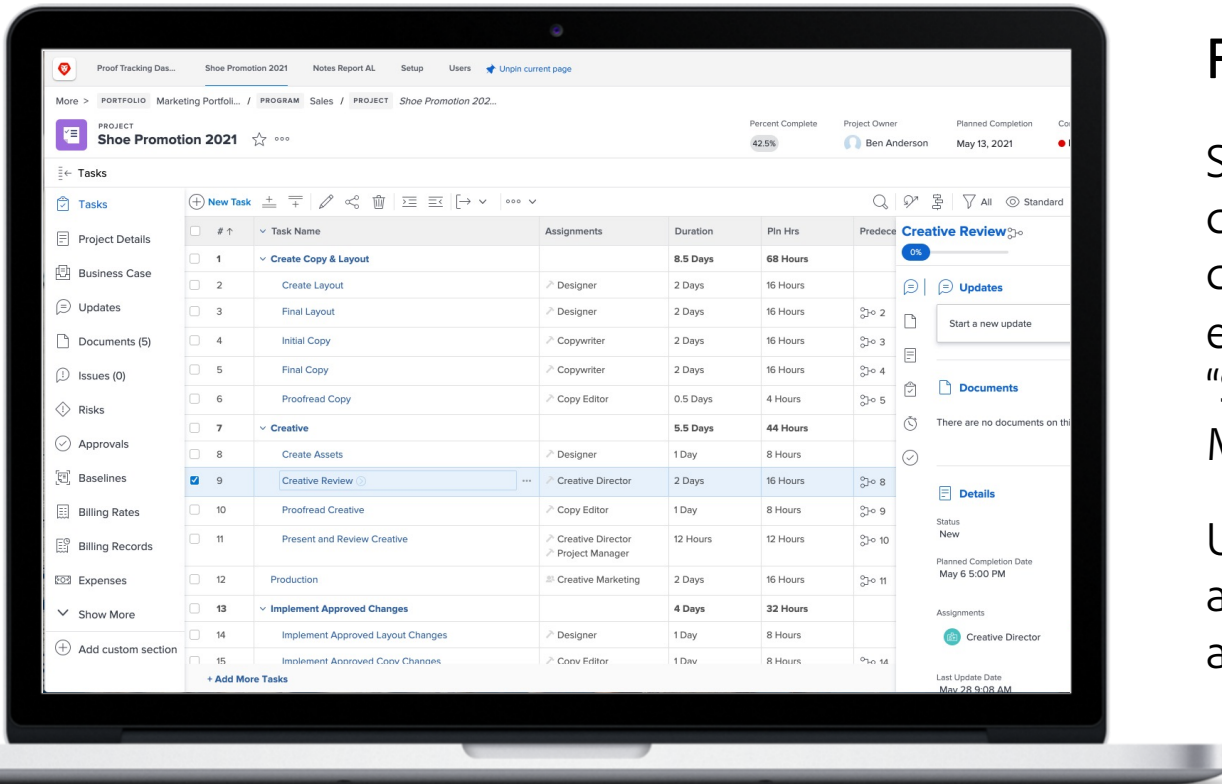 Proof Tracking Das... Shoe Promotion 2021 Notes Report AL Setup Users Unpin current page
More > PORTFOLIO Marketing Portfoli... / PROGRAM Sales / PROJECT Shoe Promotion 202...
PROJECT
Shoe Promotion 2021
Percent Complete Project Owner Planned Completion
42.5% Ben Anderson May 13, 2021
Tasks
Tasks
Project Details
Business Case
Updates
Documents (5)
Issues (0)
Risks
Approvals
Baselines
Billing Rates
Billing Records
Expenses
Show More
Add custom section
New Task All Standard
# Task Name Assignments Duration Pln Hrs Predece
1 Create Copy & Layout 8.5 Days 68 Hours
2 Create Layout Designer 2 Days 16 Hours
3 Final Layout Designer 2 Days 16 Hours 2
4 Initial Copy Copywriter 2 Days 16 Hours 3
5 Final Copy Copywriter 2 Days 16 Hours 4
6 Proofread Copy Copy Editor 0.5 Days 4 Hours 5
7 Creative 5.5 Days 44 Hours
8 Create Assets Designer 1 Day 8 Hours
9 Creative Review Creative Director 2 Days 16 Hours 8
10 Proofread Creative Copy Editor 1 Day 8 Hours 9
11 Present and Review Creative Creative Director 12 Hours 12 Hours 10
Project Manager
12 Production Creative Marketing 2 Days 16 Hours 11
13 Implement Approved Changes 4 Days 32 Hours
14 Implement Approved Layout Changes Designer 1 Day 8 Hours
15 Implement Approved Copy Changes Copy Editor 1 Day 8 Hours 14
+ Add More Tasks
Creative Review
0%
Updates
Start a new update
Documents
There are no documents on thi
Details
Status
New
Planned Completion Date
May 6 5:00 PM
Assignments
Creative Director
Last Update Date
May 28 9:08 AM